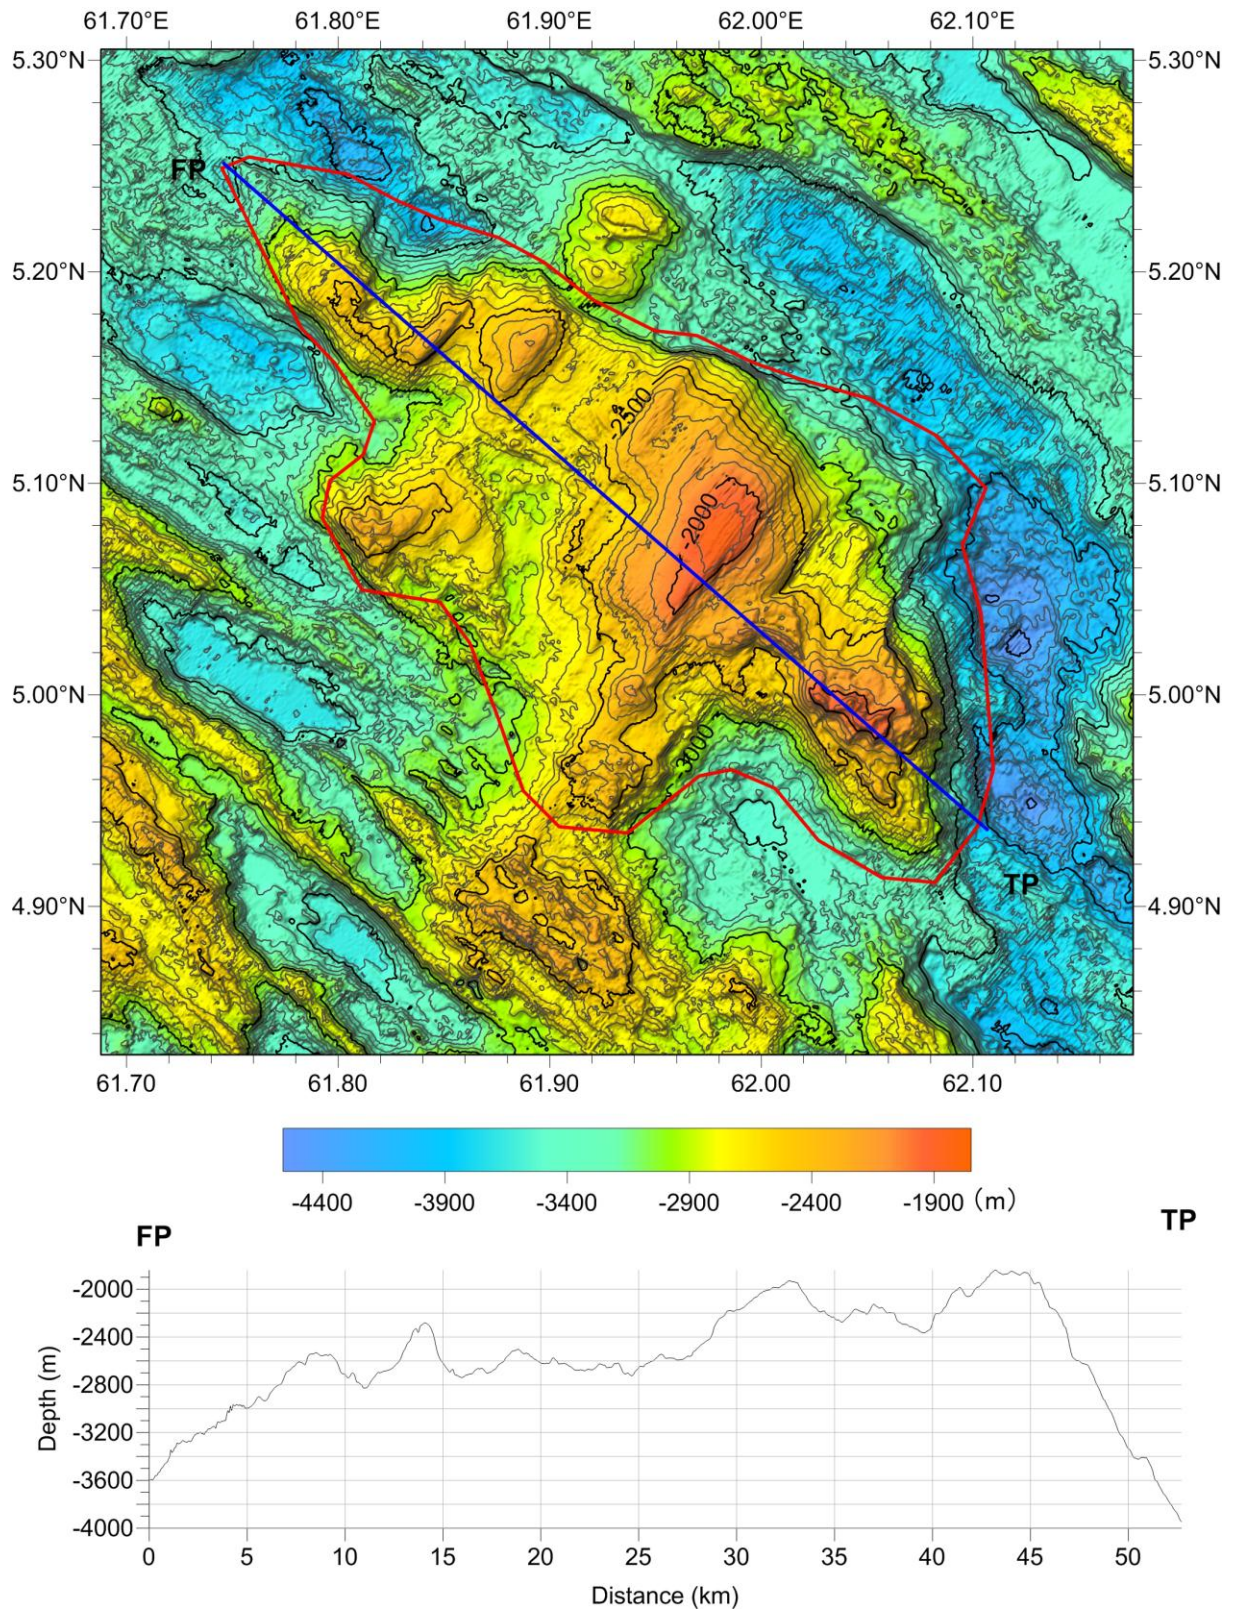 61.70°E 61.80°E 61.90°E 62.00°E 62.10°E
5.30°N 5.30°N
FP
5.20°N 5.20°N
-2500
5.10°N 5.10°N
-2000
5.00°N 5.00°N
-3000
TP
4.90°N 4.90°N
61.70 61.80 61.90 62.00 62.10
-4400 -3900 -3400 -2900 -2400 -1900 (m)
FP TP
-2000
-2400
-2800
-3200
-3600
-4000
Depth (m)
0 5 10 15 20 25 30 35 40 45 50
Distance (km)